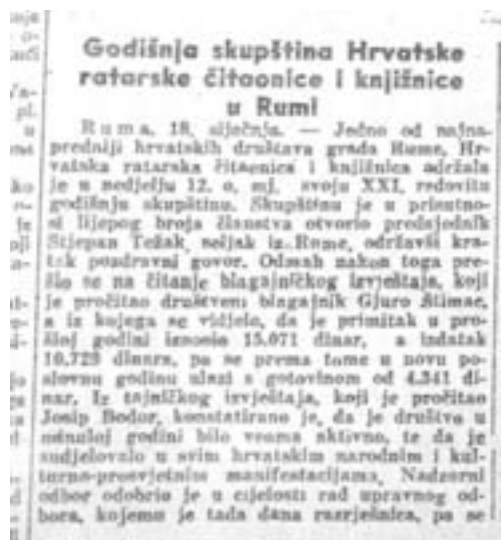 Godišnja skupština Hrvatske
ratarske čitaonice i knjižnice
u Rumi
Ruma, 18. siječnja. — Jedno od najna-
prednijih hrvatskih društava grada Rume, Hr-
vatska ratarska čitaonica i knjižnica održala
je u nedjelju 12. o. mj. svoju XXI. redovitu
godišnju skupštinu. Skupštinu je u prisutno-
sti lijepog broja članstva otvorio predsjednik
Stjepan Težak, seljak iz Rume, održavši kra-
tak pozdravni govor. Odmah nakon toga pre-
šlo se na čitanje blagajničkog izvještaja, koji
je pročitao društveni blagajnik Gjuro Štimac,
a iz kojega se vidjelo, da je primitak u pro-
šloj godini iznosio 15.071 dinar, a izdatak
10.728 dinara, pa se prema tome u novu po-
slovnu godinu ulazi s gotovinom od 4.341 di-
nar. Iz tajničkog izvještaja, koji je pročitao
Josip Bodor, konstatirano je, da je društvo u
minuloj godini bilo veoma aktivno, te da je
sudjelovalo u svim hrvatskim narodnim i kul-
turno-prosvjetnim manifestacijama. Nadzorni
odbor odobrio je u cijelosti rad upravnog od-
bora, kojemu je tada dana razrješnica, pa se